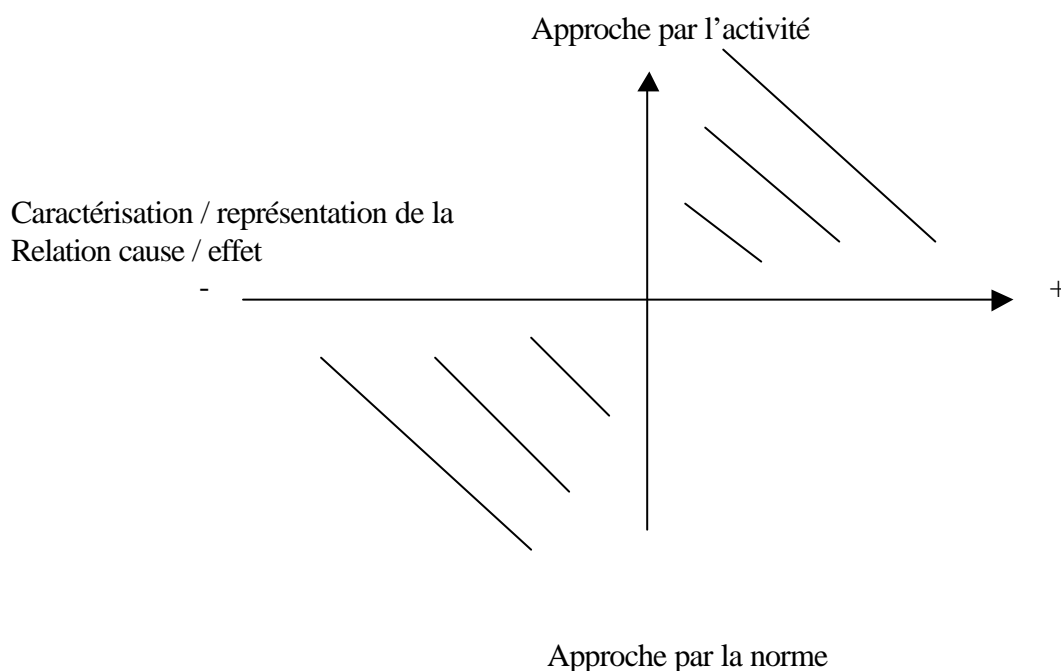 Approche par l’activité
Caractérisation / représentation de la
Relation cause / effet
-
+
Approche par la norme